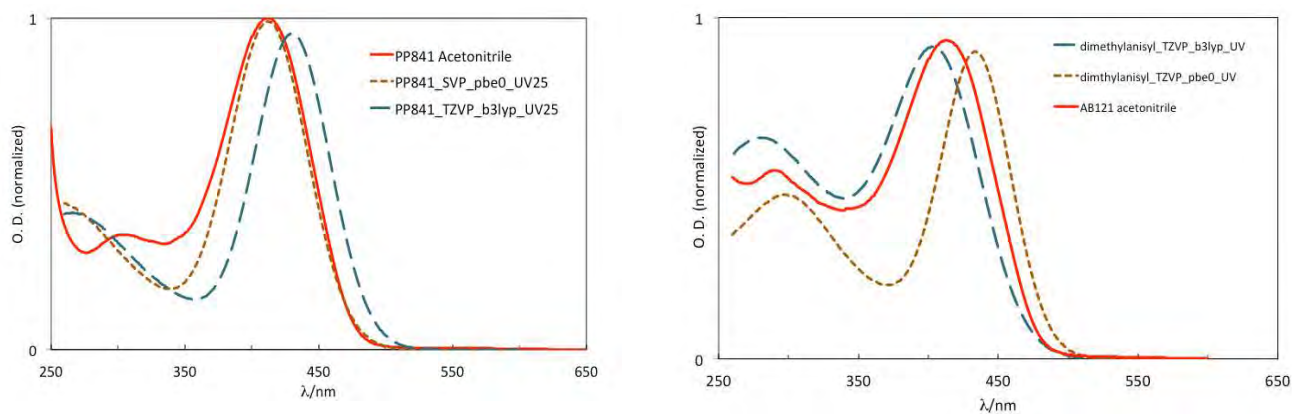 1
O. D. (normalized)
0
PP841 Acetonitrile
PP841_SVP_pbe0_UV25
PP841_TZVP_b3lyp_UV25
250 350 450 550 650
λ/nm
1
O. D. (normalized)
0
dimethylanisyl_TZVP_b3lyp_UV
dimthylanisyl_TZVP_pbe0_UV
AB121 acetonitrile
250 350 450 550 650
λ/nm